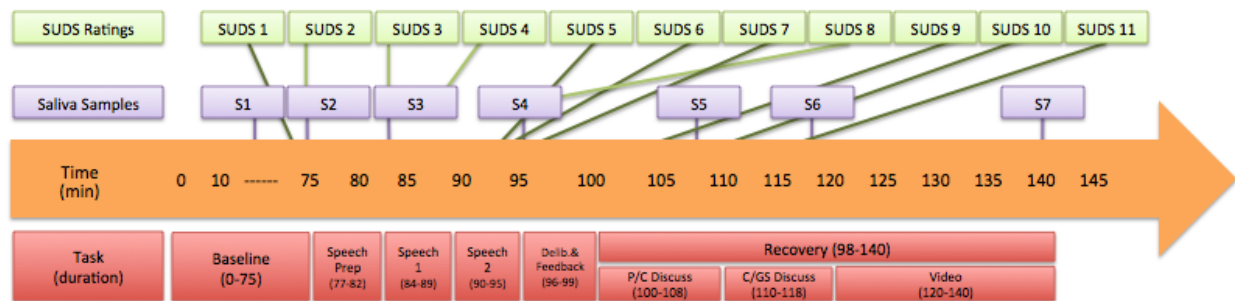 SUDS Ratings SUDS 1 SUDS 2 SUDS 3 SUDS 4 SUDS 5 SUDS 6 SUDS 7 SUDS 8 SUDS 9 SUDS 10 SUDS 11
Saliva Samples S1 S2 S3 S4 S5 S6 S7
Time
(min)
0 10 ------ 75 80 85 90 95 100 105 110 115 120 125 130 135 140 145
Task
(duration)
Baseline
(0-75)
Speech
Prep
(77-82)
Speech
1
(84-89)
Speech
2
(90-95)
Delib.&
Feedback
(96-99)
Recovery (98-140)
P/C Discuss
(100-108)
C/GS Discuss
(110-118)
Video
(120-140)